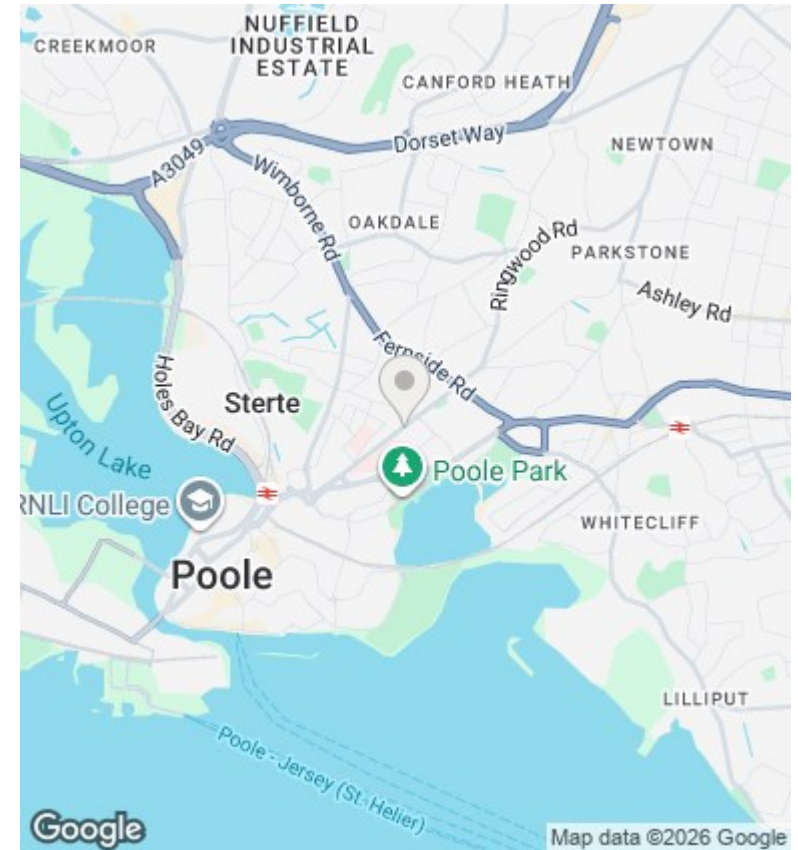 NUFFIELD
INDUSTRIAL
ESTATE
CREEKMOOR
CANFORD HEATH
Dorset Way
NEWTOWN
A3049
Wimborne Rd
OAKDALE
Ringwood Rd
PARKSTONE
Ashley Rd
Fernside Rd
Holes Bay Rd
Sterte
Upton Lake
Poole Park
RNLI College
WHITECLIFF
Poole
LILLIPUT
Poole - Jersey (St. Helier)
Google
Map data ©2026 Google